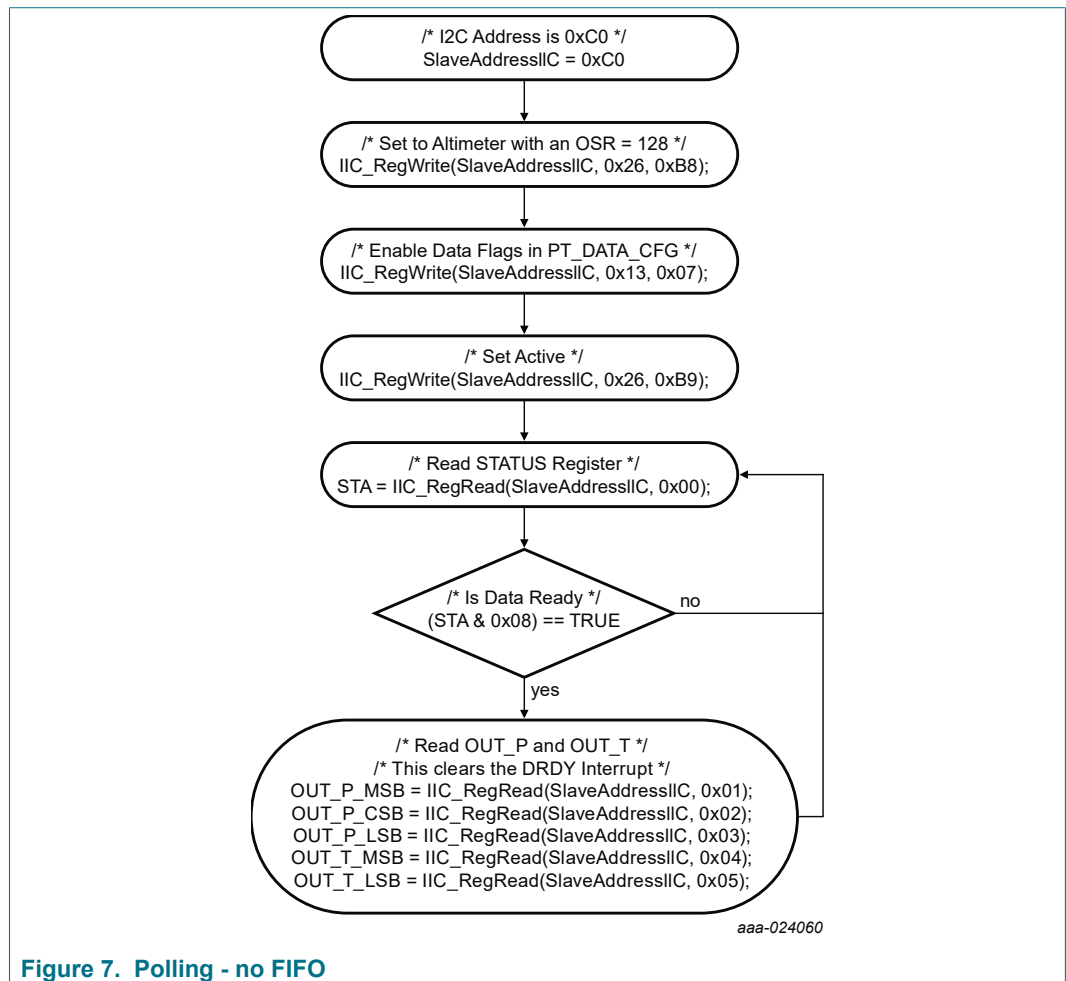 /* I2C Address is 0xC0 */
SlaveAddressIIC = 0xC0
/* Set to Altimeter with an OSR = 128 */
IIC_RegWrite(SlaveAddressIIC, 0x26, 0xB8);
/* Enable Data Flags in PT_DATA_CFG */
IIC_RegWrite(SlaveAddressIIC, 0x13, 0x07);
/* Set Active */
IIC_RegWrite(SlaveAddressIIC, 0x26, 0xB9);
/* Read STATUS Register */
STA = IIC_RegRead(SlaveAddressIIC, 0x00);
/* Is Data Ready */
(STA & 0x08) == TRUE
no
yes
/* Read OUT_P and OUT_T */
/* This clears the DRDY Interrupt */
OUT_P_MSB = IIC_RegRead(SlaveAddressIIC, 0x01);
OUT_P_CSB = IIC_RegRead(SlaveAddressIIC, 0x02);
OUT_P_LSB = IIC_RegRead(SlaveAddressIIC, 0x03);
OUT_T_MSB = IIC_RegRead(SlaveAddressIIC, 0x04);
OUT_T_LSB = IIC_RegRead(SlaveAddressIIC, 0x05);
aaa-024060
Figure 7. Polling - no FIFO